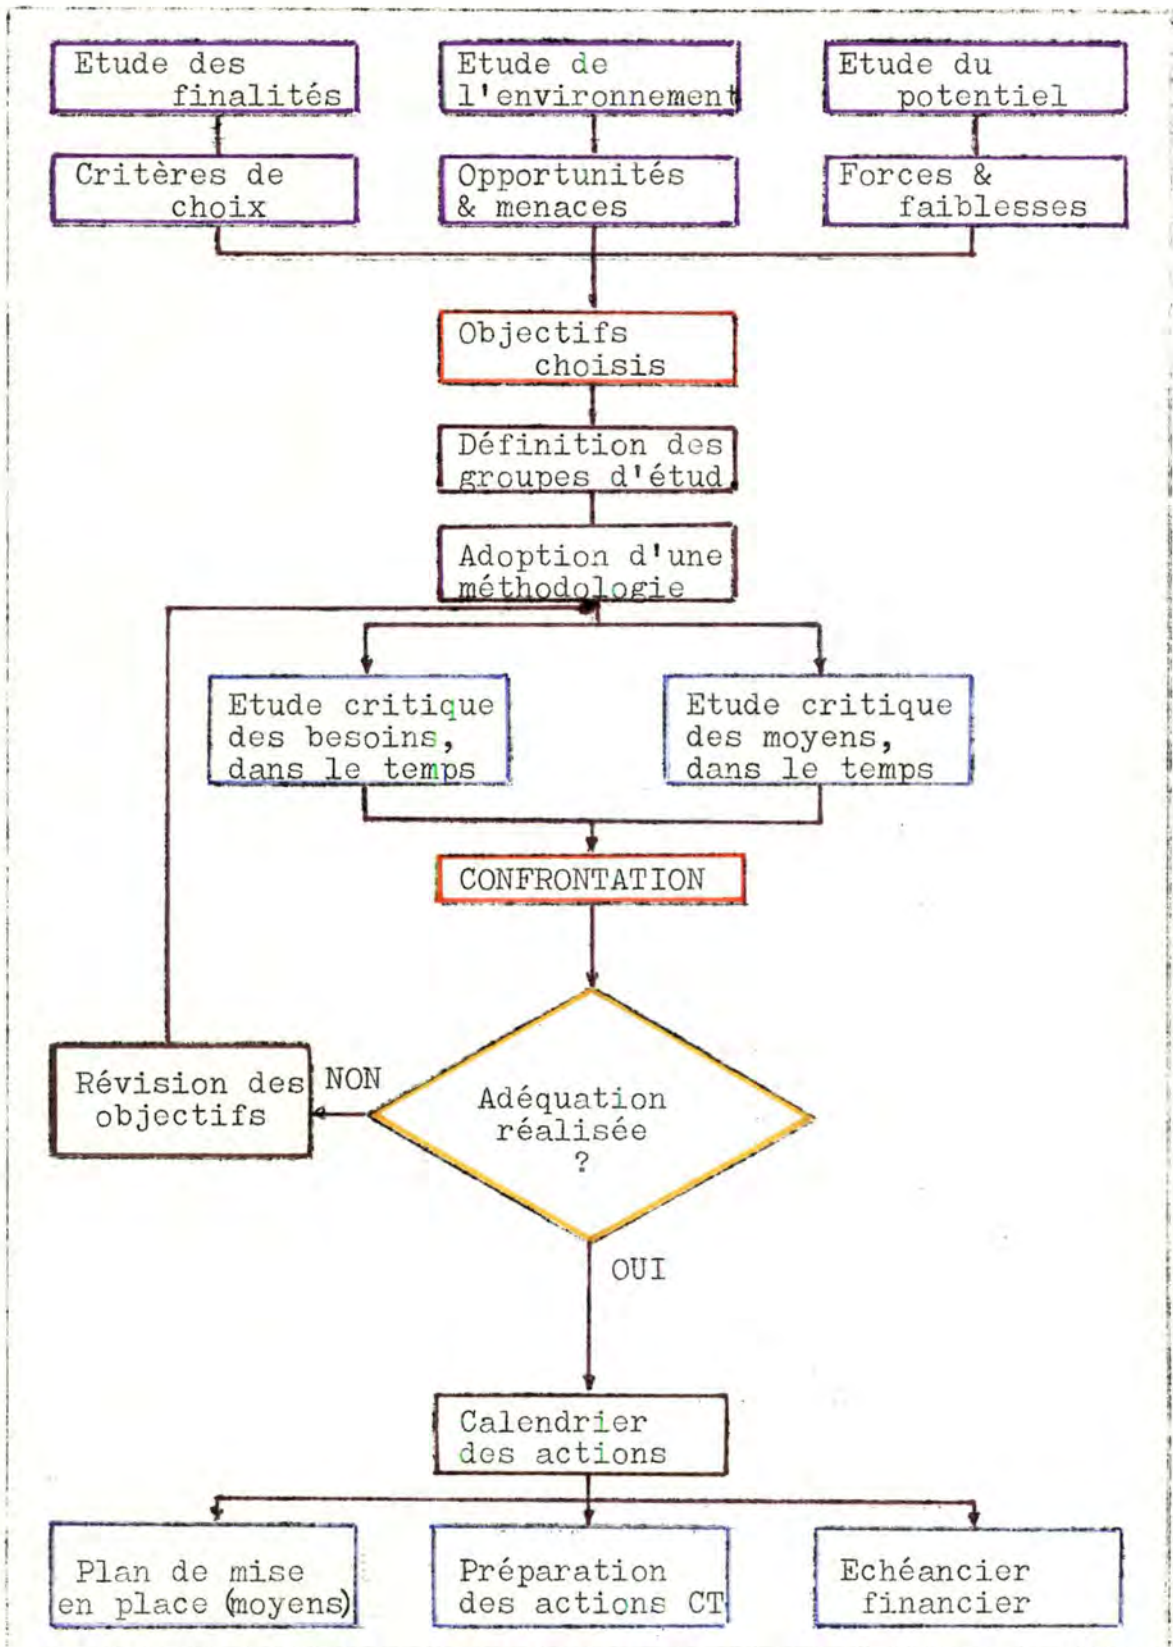 Etude des
finalités
Etude de
l'environnement
Etude du
potentiel
Critères de
choix
Opportunités
& menaces
Forces &
faiblesses
Objectifs
choisis
Définition des
groupes d'étud
Adoption d'une
méthodologie
Etude critique
des besoins,
dans le temps
Etude critique
des moyens,
dans le temps
CONFRONTATION
Révision des
objectifs
NON
Adéquation
réalisée
?
OUI
Calendrier
des actions
Plan de mise
en place (moyens)
Préparation
des actions CT
Echéancier
financier